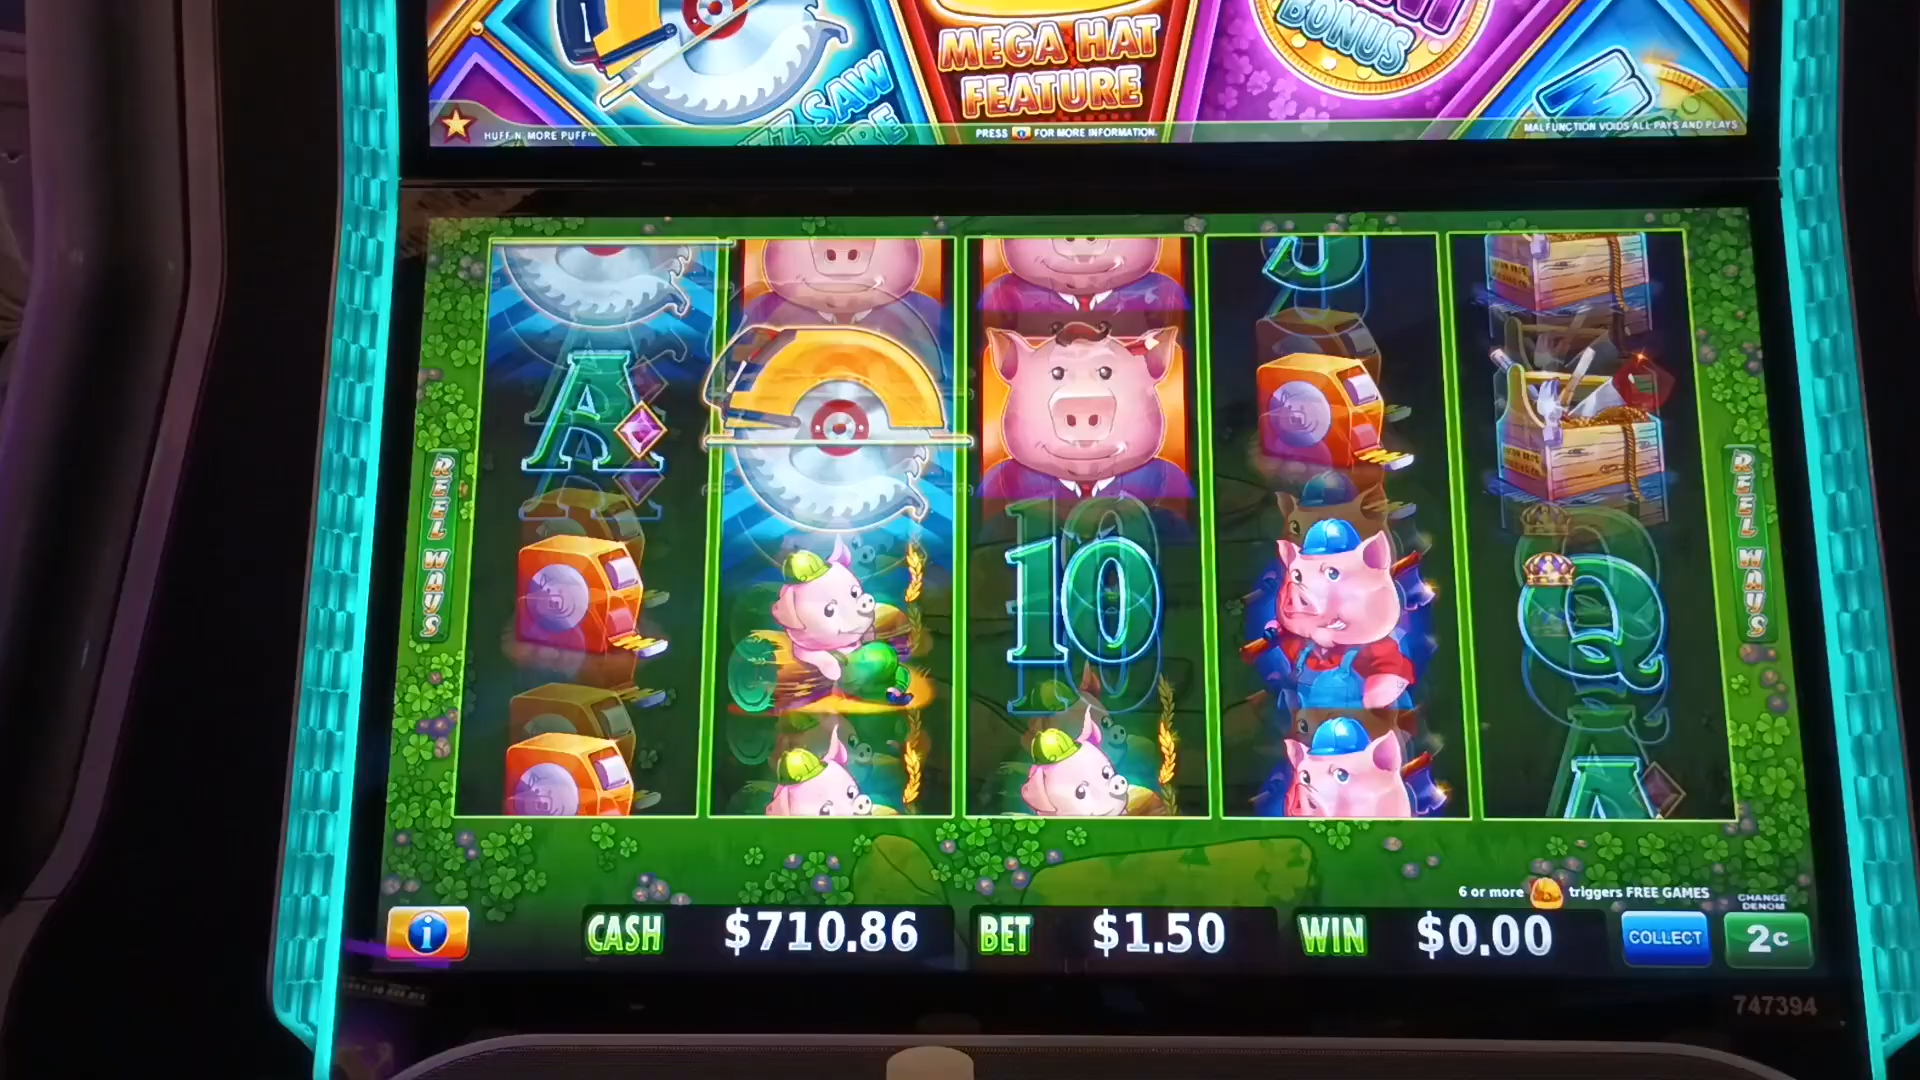 BONUS
MEGA HAT
FEATURE
SAW
HUFF N. MORE PUFF™
PRESS FOR MORE INFORMATION.
MALFUNCTION VOIDS ALL PAYS AND PLAYS
J
A
10
Q
A
REEL WAYS
REEL WAYS
6 or more triggers FREE GAMES
CHANGE
DENOM
i
CASH $710.86 BET $1.50 WIN $0.00
COLLECT
2¢
747394